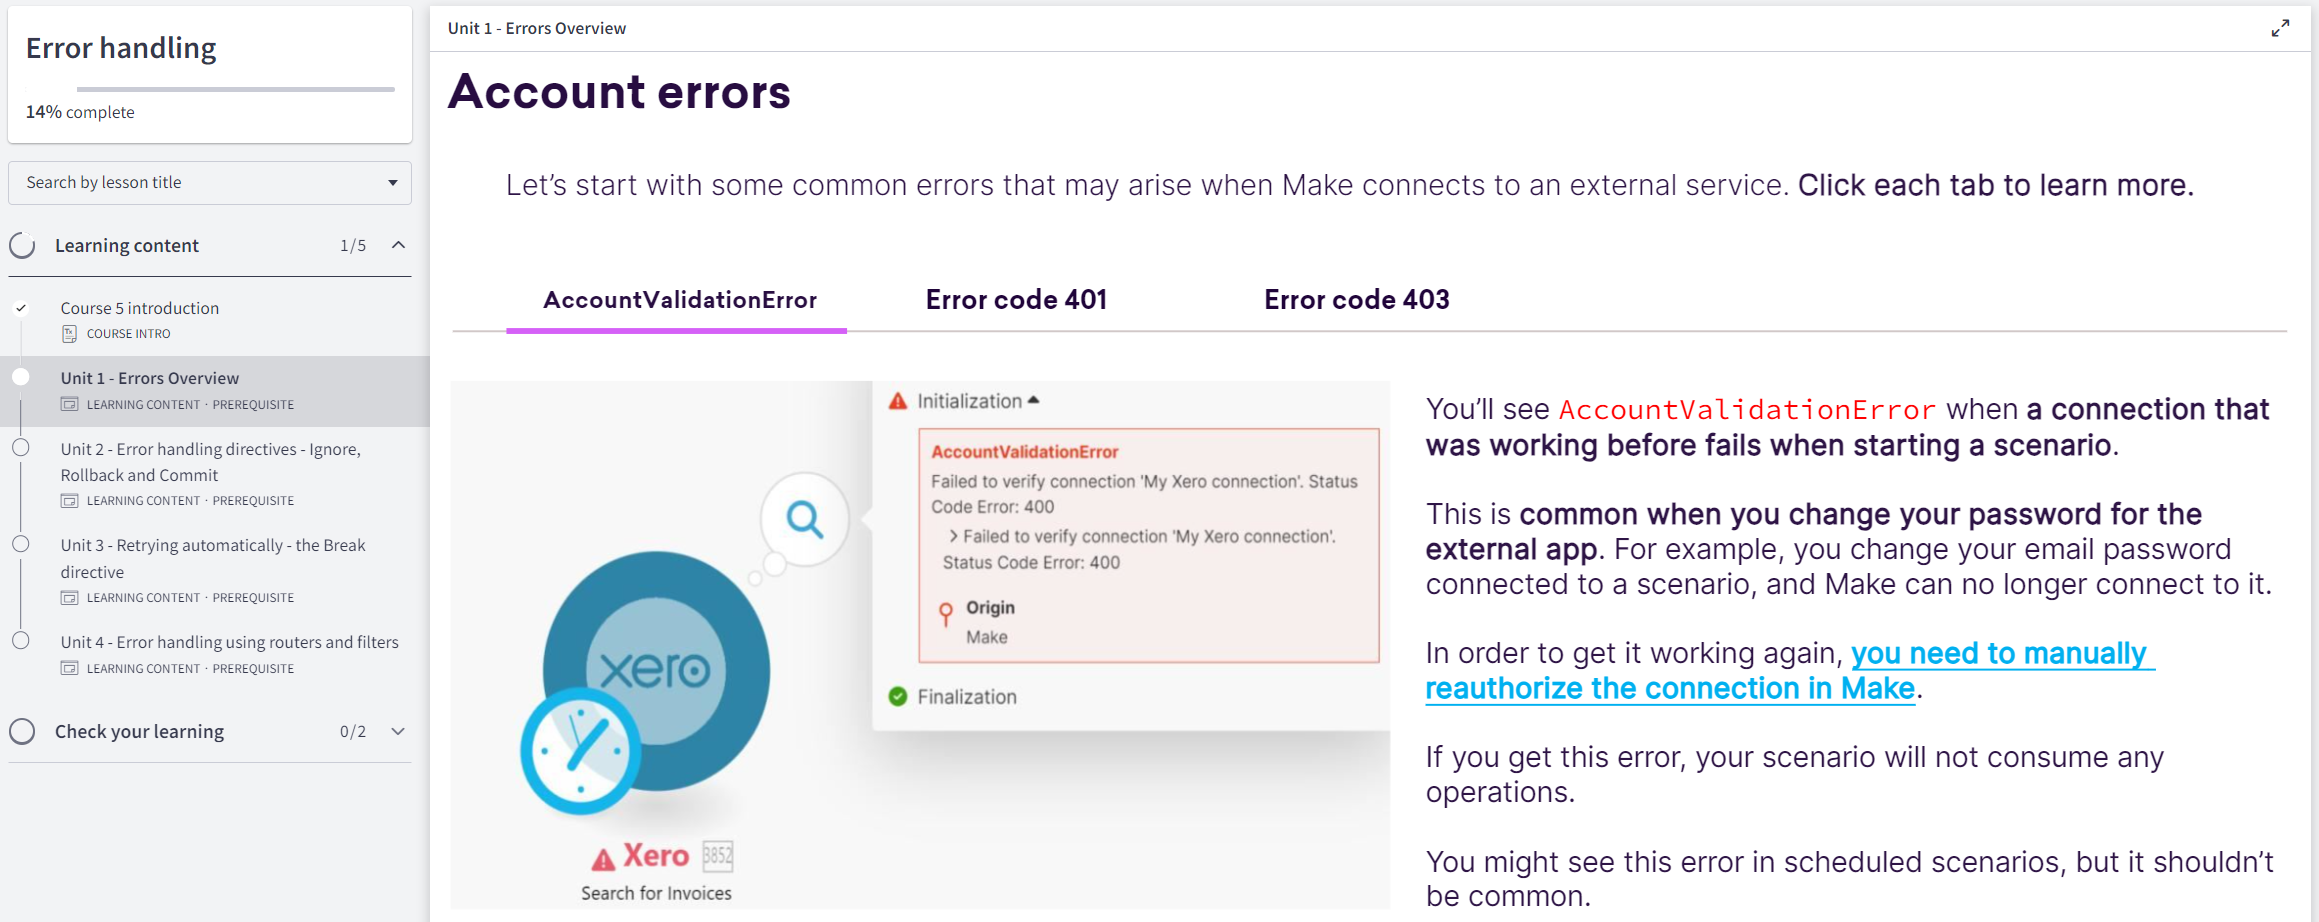 Error handling
14% complete
Search by lesson title
Learning content 1/5
Course 5 introduction
COURSE INTRO
Unit 1 - Errors Overview
LEARNING CONTENT · PREREQUISITE
Unit 2 - Error handling directives - Ignore,
Rollback and Commit
LEARNING CONTENT · PREREQUISITE
Unit 3 - Retrying automatically - the Break
directive
LEARNING CONTENT · PREREQUISITE
Unit 4 - Error handling using routers and filters
LEARNING CONTENT · PREREQUISITE
Check your learning 0/2
Unit 1 - Errors Overview
Account errors
Let's start with some common errors that may arise when Make connects to an external service. Click each tab to learn more.
AccountValidationError Error code 401 Error code 403
Initialization
AccountValidationError
Failed to verify connection 'My Xero connection'. Status
Code Error: 400
> Failed to verify connection 'My Xero connection'.
Status Code Error: 400
Origin
Make
Finalization
xero
Xero 3852
Search for Invoices
You'll see AccountValidationError when a connection that
was working before fails when starting a scenario.
This is common when you change your password for the
external app. For example, you change your email password
connected to a scenario, and Make can no longer connect to it.
In order to get it working again, you need to manually
reauthorize the connection in Make.
If you get this error, your scenario will not consume any
operations.
You might see this error in scheduled scenarios, but it shouldn't
be common.